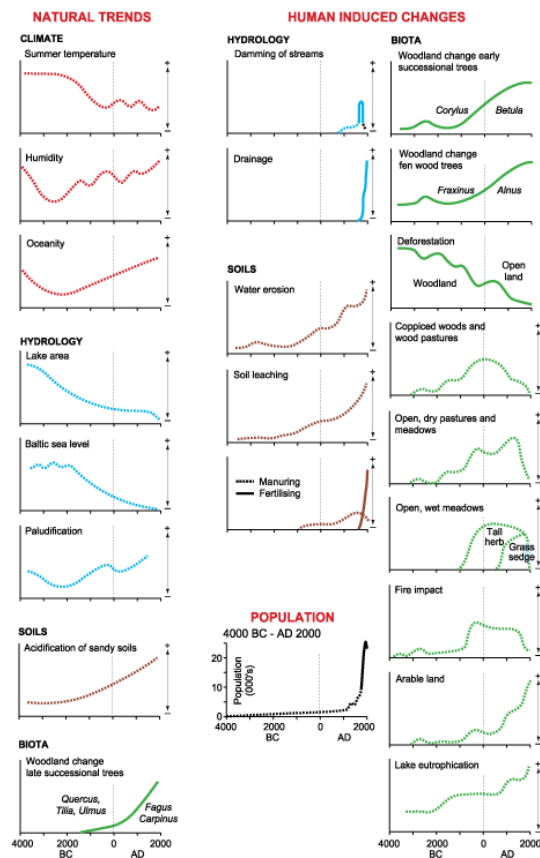 NATURAL TRENDS
CLIMATE
Summer temperature
+
–
Humidity
+
–
Oceanity
+
–
HYDROLOGY
Lake area
+
–
Baltic sea level
+
–
Paludification
+
–
SOILS
Acidification of sandy soils
+
–
BIOTA
Woodland change
late successional trees
+
Quercus,
Tilia, Ulmus
Fagus
Carpinus
–
4000 2000 0 2000
BC AD
HUMAN INDUCED CHANGES
HYDROLOGY
Damming of streams
+
–
Drainage
+
–
SOILS
Water erosion
+
–
Soil leaching
+
–
Manuring
Fertilising
+
–
POPULATION
4000 BC - AD 2000
Population
(000's)
20
10
0
4000 2000 0 2000
BC AD
BIOTA
Woodland change early
successional trees
+
Corylus Betula
–
Woodland change
fen wood trees
+
Fraxinus Alnus
–
Deforestation
+
Woodland
Open
land
–
Coppiced woods and
wood pastures
+
–
Open, dry pastures and
meadows
+
–
Open, wet meadows
+
Tall
herb
Grass
sedge
–
Fire impact
+
–
Arable land
+
–
Lake eutrophication
+
–
4000 2000 0 2000
BC AD